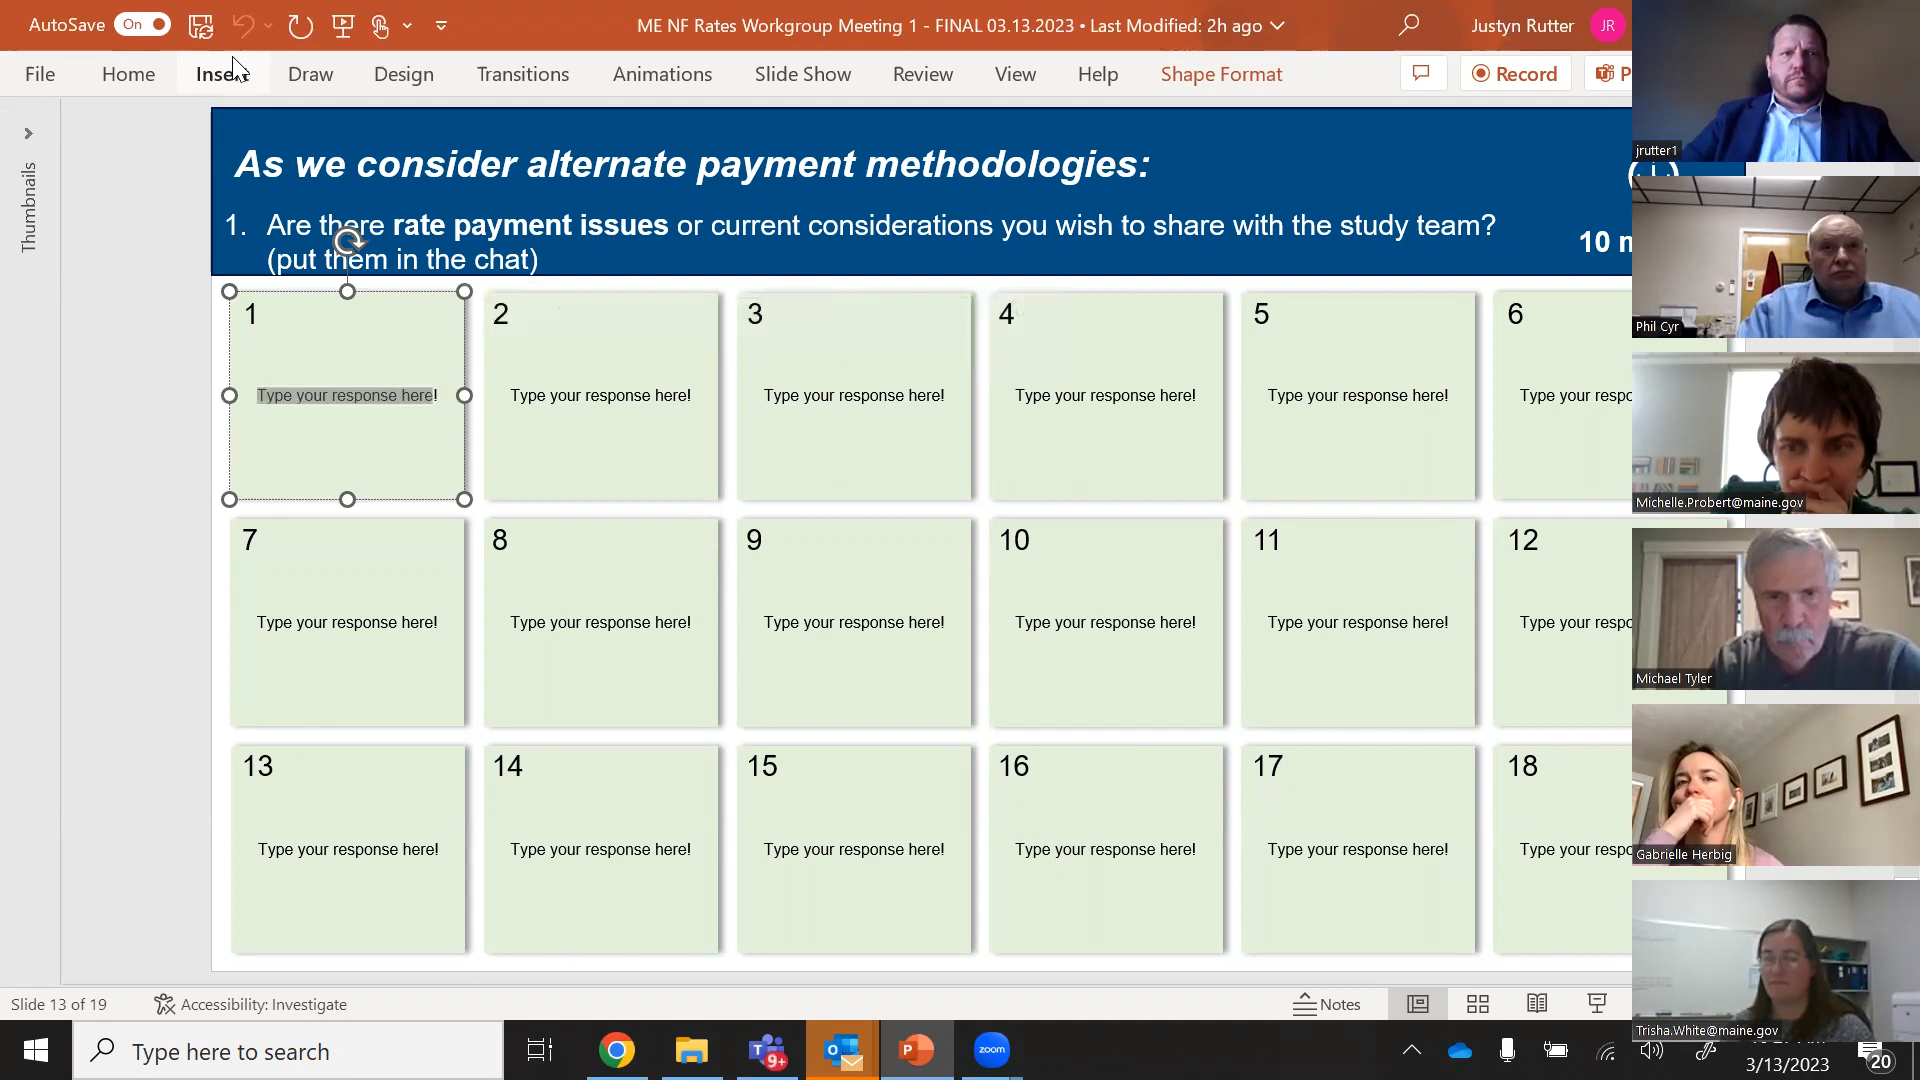 AutoSave On
ME NF Rates Workgroup Meeting 1 - FINAL 03.13.2023 • Last Modified: 2h ago
Justyn Rutter JR
File Home Insert Draw Design Transitions Animations Slide Show Review View Help Shape Format
Record
Thumbnails
As we consider alternate payment methodologies:
1. Are there rate payment issues or current considerations you wish to share with the study team?
(put them in the chat)
10
1 2 3 4 5 6
Type your response here! Type your response here! Type your response here! Type your response here! Type your response here! Type your
7 8 9 10 11 12
Type your response here! Type your response here! Type your response here! Type your response here! Type your response here! Type your
13 14 15 16 17 18
Type your response here! Type your response here! Type your response here! Type your response here! Type your response here! Type your
jrutter1
Phil Cyr
Michelle.Probert@maine.gov
Michael Tyler
Gabrielle Herbig
Trisha.White@maine.gov
Slide 13 of 19 Accessibility: Investigate
Notes
Type here to search
9+
zoom
3/13/2023
20